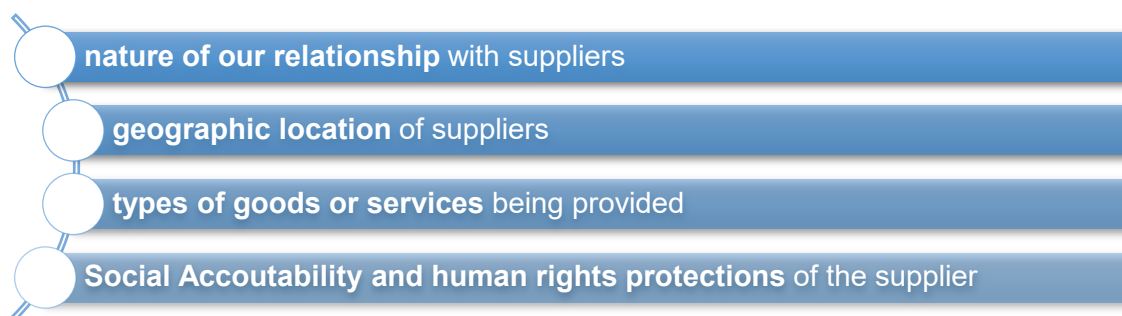 nature of our relationship with suppliers
geographic location of suppliers
types of goods or services being provided
Social Accoutability and human rights protections of the supplier